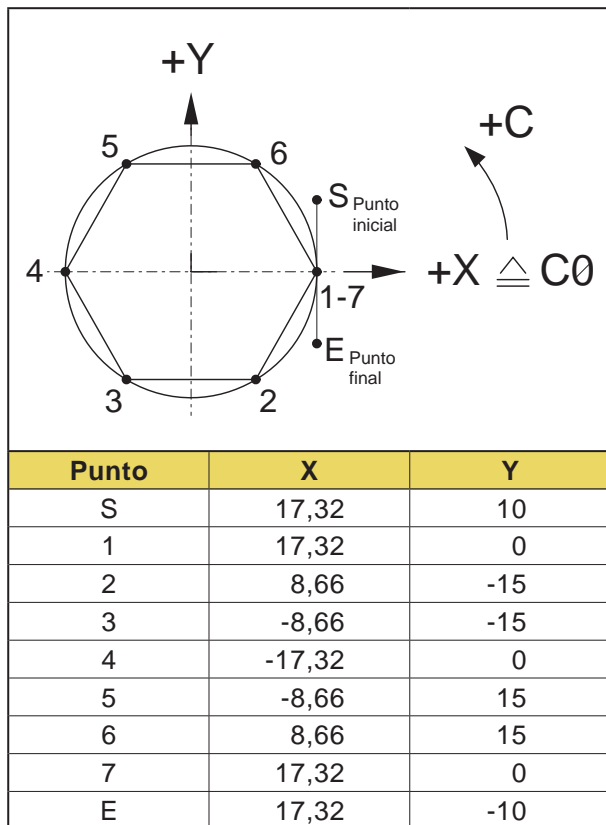 +Y
5
6
+C
S Punto
inicial
4
+X ≙ C0
1-7
E Punto
final
3
2
Punto X Y
S 17,32 10
1 17,32 0
2 8,66 -15
3 -8,66 -15
4 -17,32 0
5 -8,66 15
6 8,66 15
7 17,32 0
E 17,32 -10